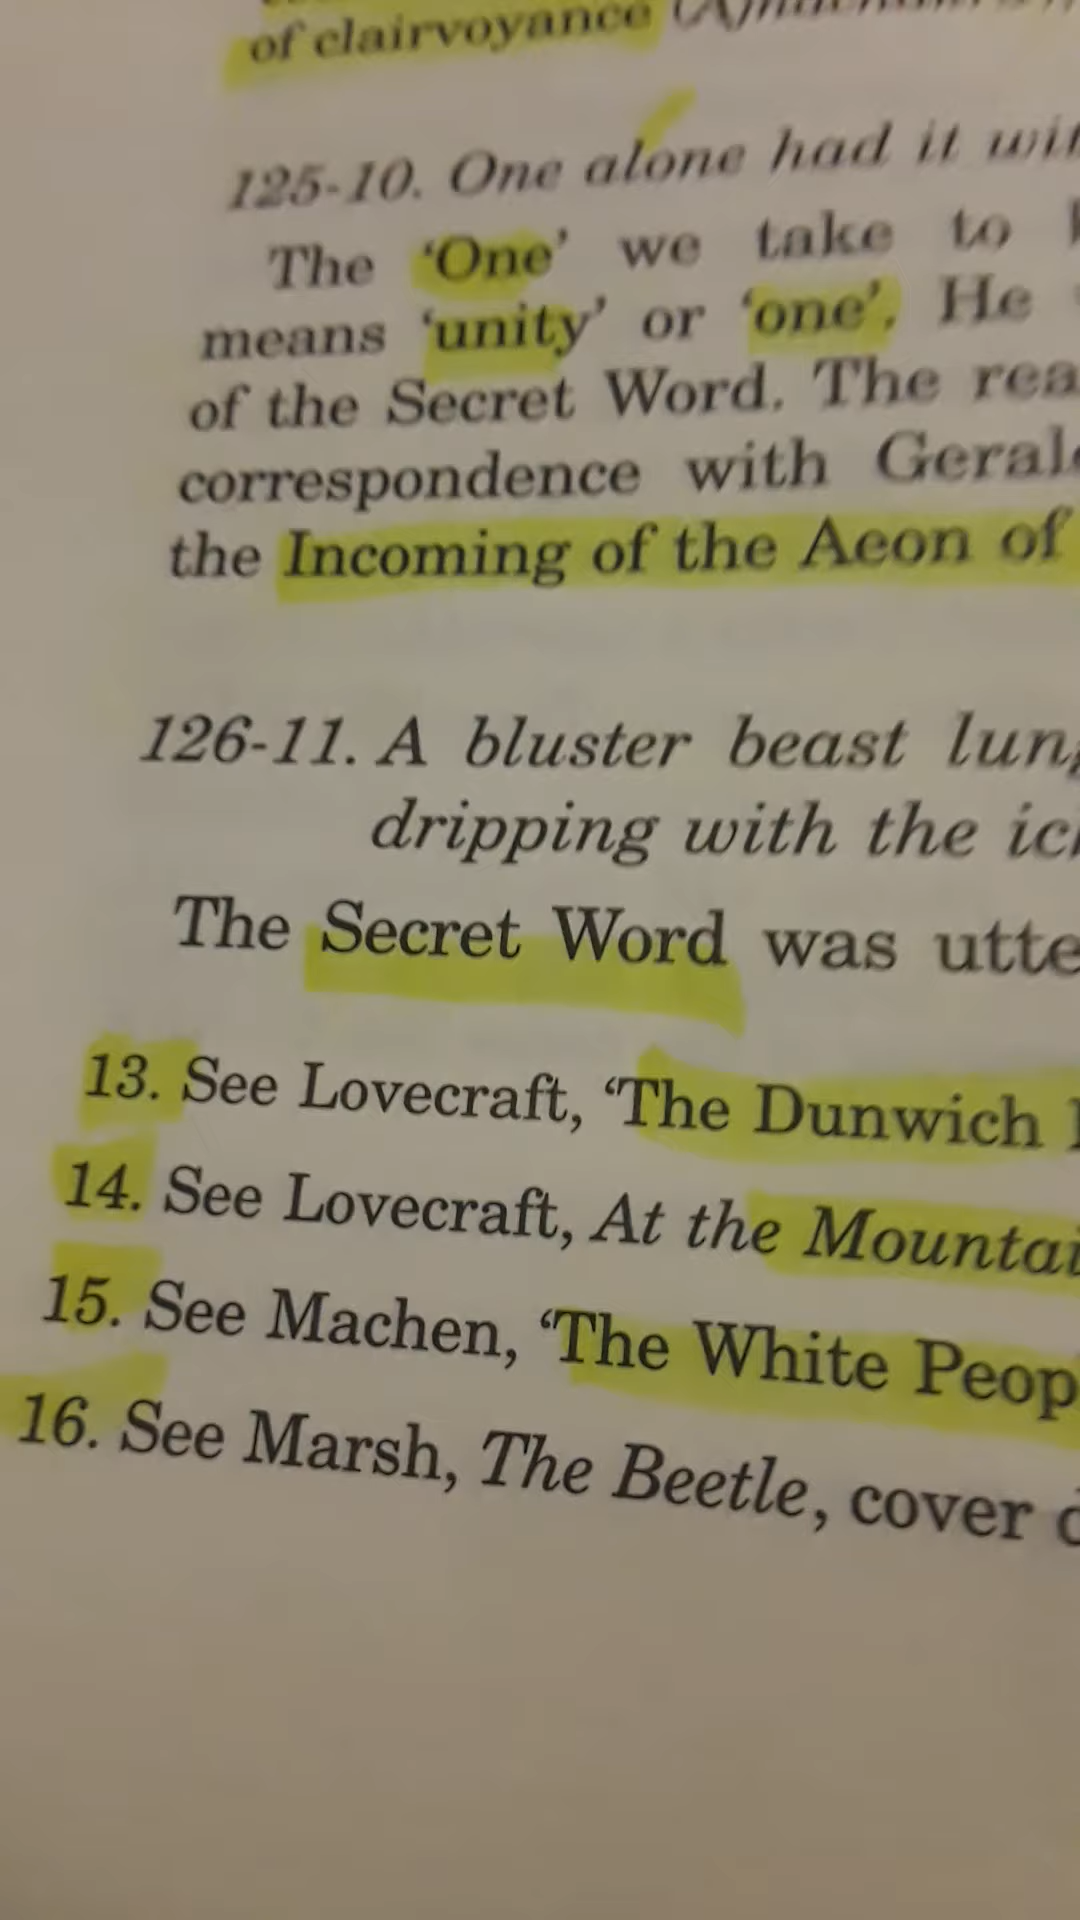 of clairvoyance
125-10. One alone had it
The ‘One’ we take to
means ‘unity’ or ‘one’. He
of the Secret Word. The
correspondence with
the Incoming of the Aeon of
126-11. A bluster beast
dripping with the
The Secret Word was
13. See Lovecraft, ‘The Dunwich
14. See Lovecraft, At the
15. See Machen, ‘The White
16. See Marsh, The Beetle, cover